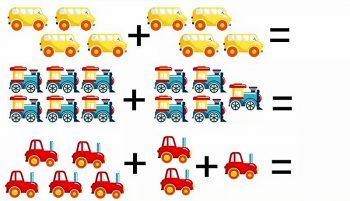 + =
+ =
+ + =